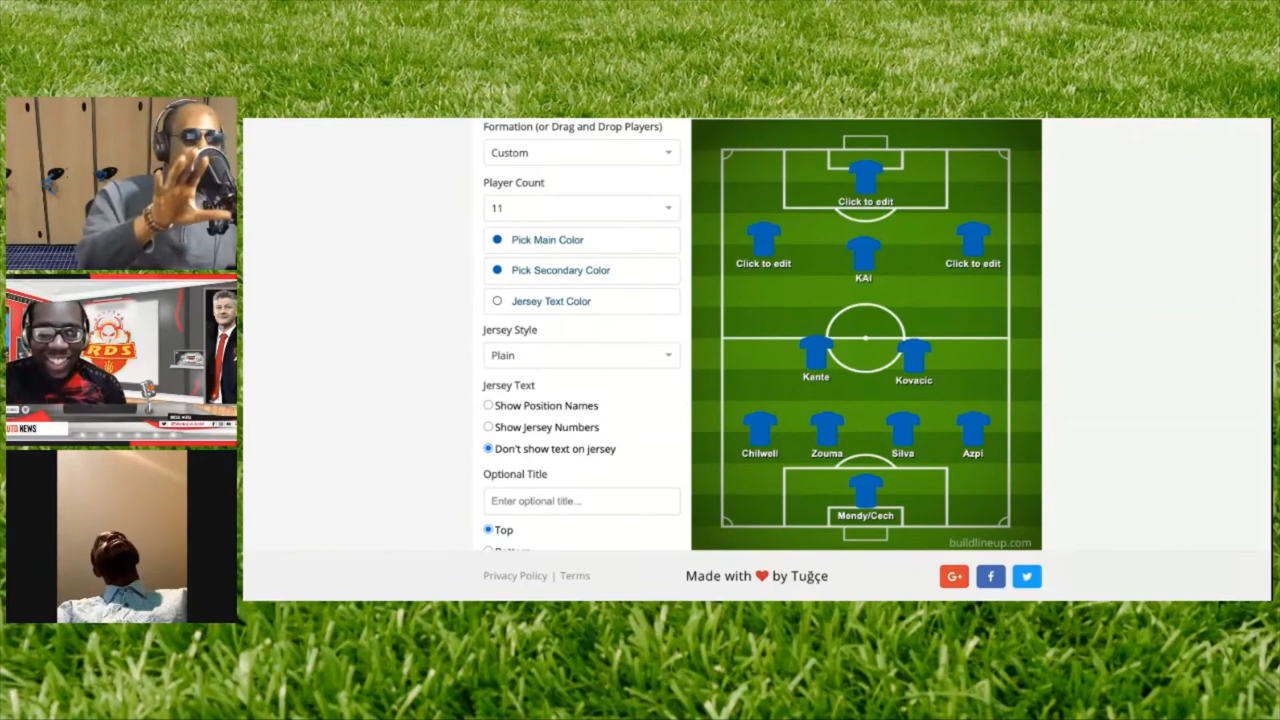 Formation (or Drag and Drop Players)
Custom
Player Count
11
Pick Main Color
Pick Secondary Color
Jersey Text Color
Jersey Style
Plain
Jersey Text
Show Position Names
Show Jersey Numbers
Don't show text on jersey
Optional Title
Enter optional title...
Top
Click to edit
Click to edit
KAI
Click to edit
Kante
Kovacic
Chilwell
Zouma
Silva
Azpi
Mendy/Cech
buildlineup.com
Privacy Policy | Terms
Made with ❤ by Tuğçe
G+
f
RDS
NEWS